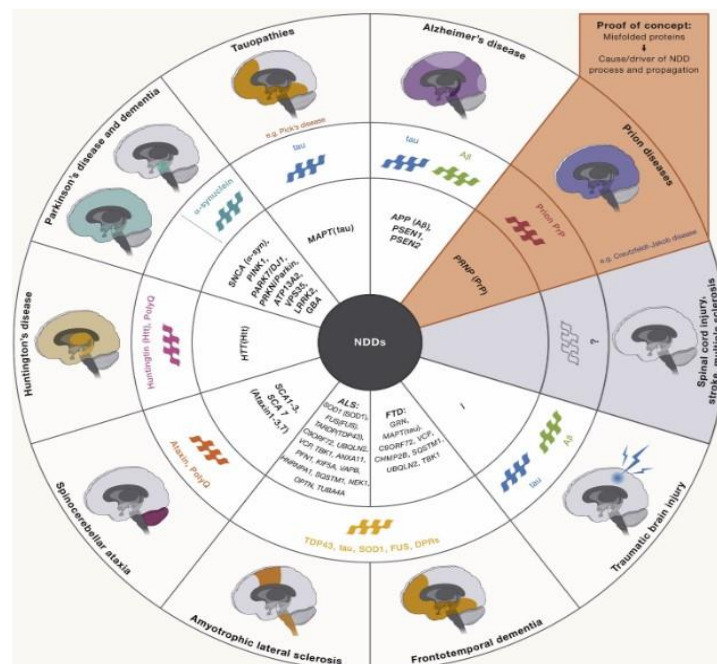 Proof of concept:
Misfolded proteins
Cause/driver of NDD
process and propagation
Tauopathies
e.g. Pick's disease
tau
MAPT(tau)
Alzheimer's disease
tau
Aβ
APP (Aβ),
PSEN1,
PSEN2
Prion diseases
e.g. Creutzfeldt-Jakob disease
Prion PrP
PRNP (PrP)
Spinal cord injury,
stroke, multiple sclerosis
?
Traumatic brain injury
tau
Aβ
Frontotemporal dementia
FTD:
GRN,
MAPT(tau),
C9ORF72, VCP,
CHMP2B, SQSTM1,
UBQLN2, TBK1
Amyotrophic lateral sclerosis
TDP43, tau, SOD1, FUS, DPRs
ALS:
(SOD1 (SOD1),
FUS(FUS),
TARDP(TDP43),
C9ORF72, UBQLN2,
VCP, TBK1, ANXA11,
PFN1, KIF5A, VAPB,
HNRNPA1, SQSTM1, NEK1,
OPTN, TUBA4A
Spinocerebellar ataxia
Ataxin, PolyQ
SCA1-3,
SCA 7
(Ataxin1-3,7)
Huntington's disease
Huntingtin (Htt), PolyQ
HTT(Htt)
Parkinson's disease and dementia
α-synuclein
SNCA (α-syn),
PINK1,
PARK7/DJ1,
PRKN/Parkin,
ATP13A2,
VPS35,
LRRK2,
GBA
NDDs